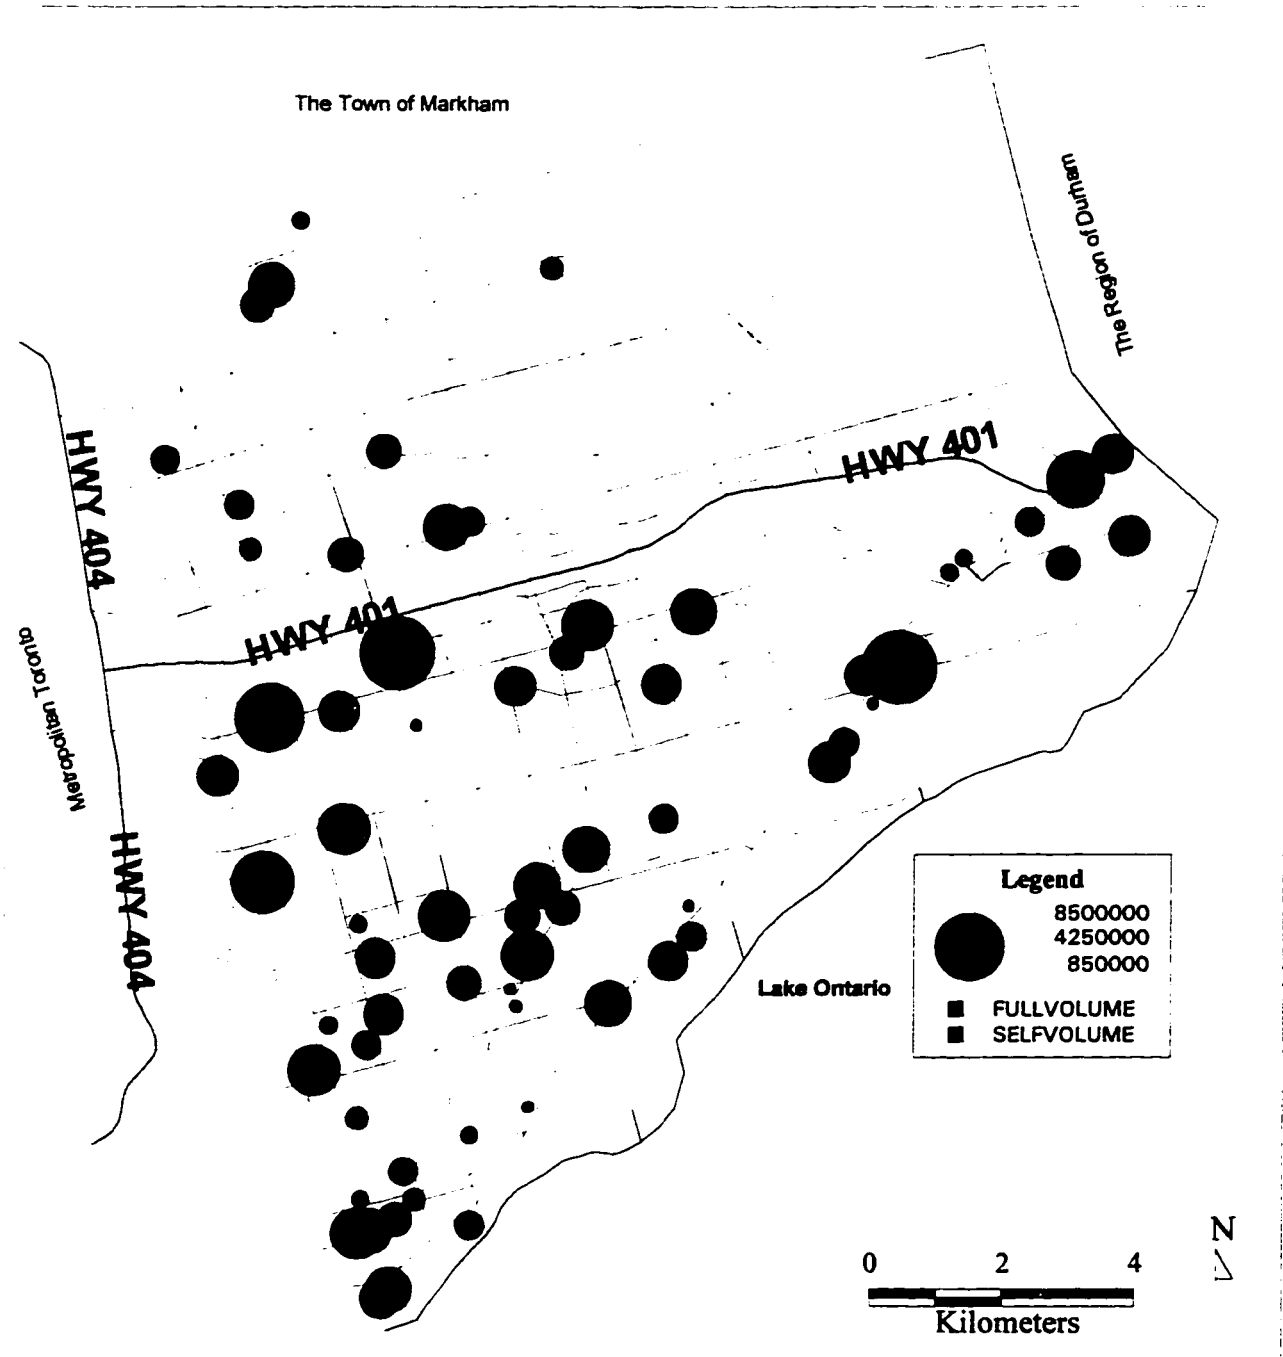 The Town of Markham
The Region of Durham
HWY 401
HWY 404
HWY 401
Metropolitan Toronto
HWY 404
Legend
8500000
4250000
850000
FULLVOLUME
SELFVOLUME
Lake Ontario
N
0 2 4
Kilometers